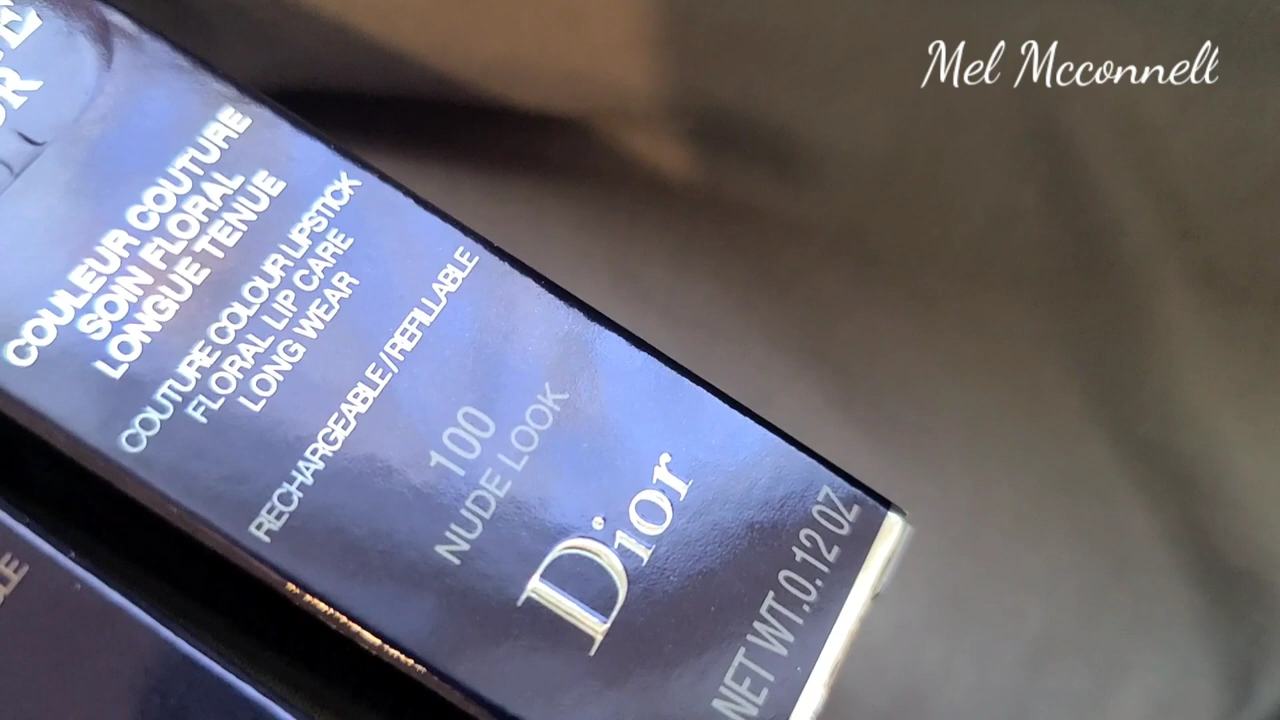 Mel Mcconnell
COULEUR COUTURE
SOIN FLORAL
LONGUE TENUE
COUTURE COLOUR LIPSTICK
FLORAL LIP CARE
LONG WEAR
RECHARGEABLE / REFILLABLE
100
NUDE LOOK
Dior
NET WT.0.12 OZ